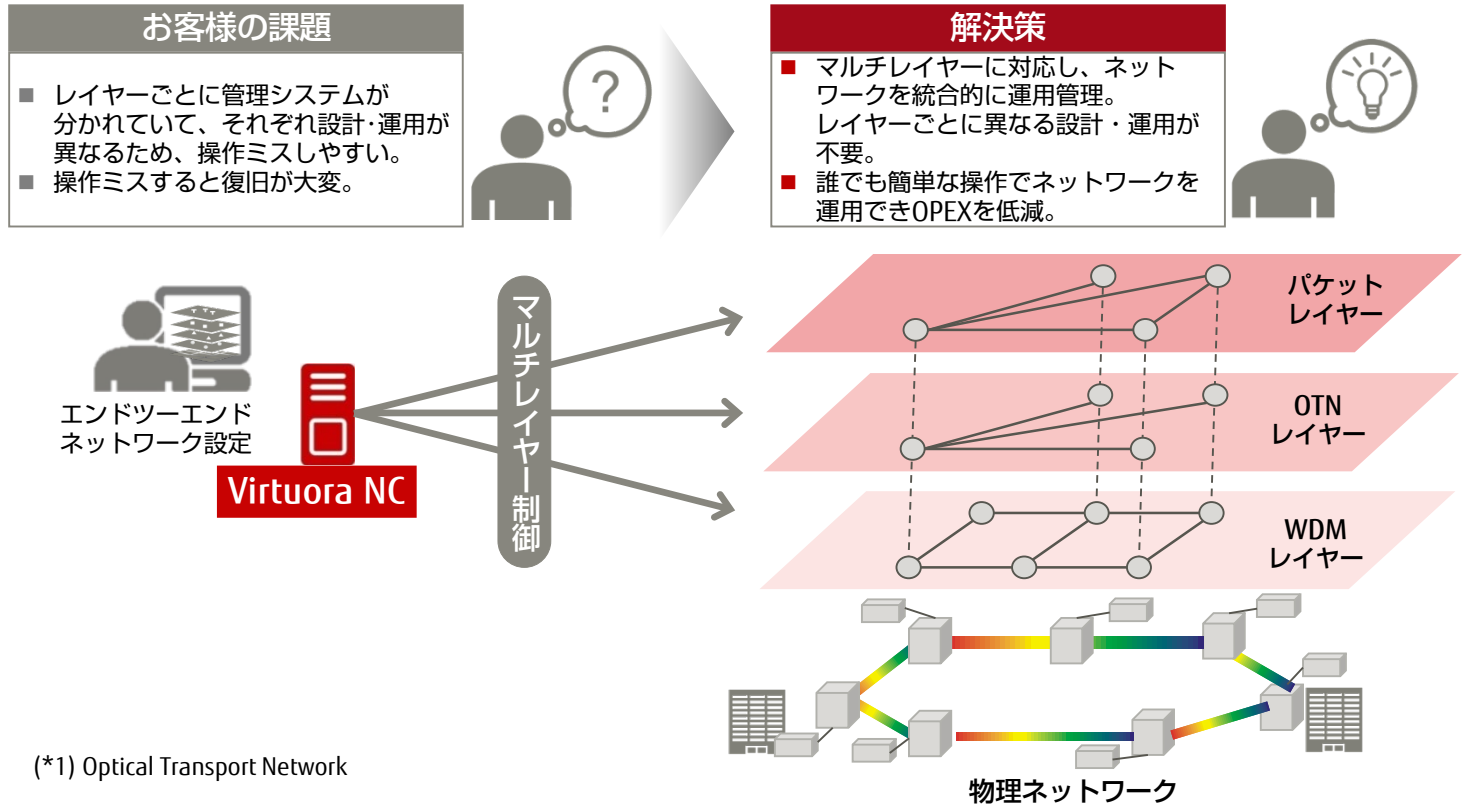 お客様の課題
■ レイヤーごとに管理システムが
分かれていて、それぞれ設計･運用が
異なるため、操作ミスしやすい。
■ 操作ミスすると復旧が大変。
?
解決策
■ マルチレイヤーに対応し、ネット
ワークを統合的に運用管理。
レイヤーごとに異なる設計・運用が
不要。
■ 誰でも簡単な操作でネットワークを
運用できOPEXを低減。
エンドツーエンド
ネットワーク設定
Virtuora NC
マルチレイヤー制御
パケット
レイヤー
OTN
レイヤー
WDM
レイヤー
物理ネットワーク
(*1) Optical Transport Network